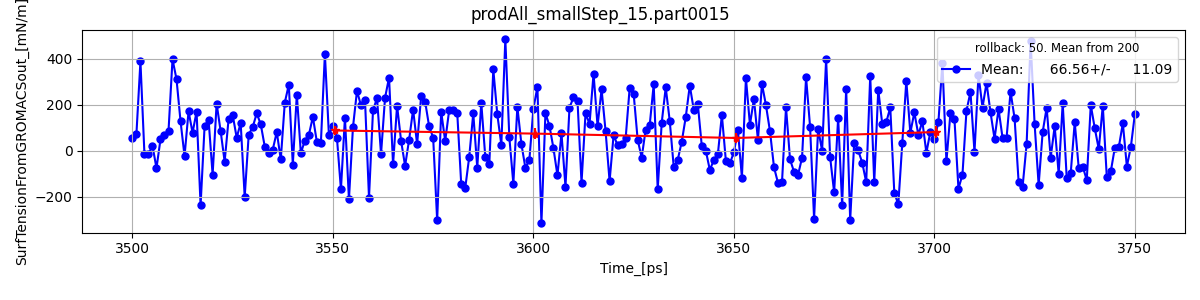 prodAll_smallStep_15.part0015
SurfTensionFromGROMACSout_[mN/m]
400
200
0
−200
rollback: 50. Mean from 200
Mean: 66.56+/- 11.09
3500 3550 3600 3650 3700 3750
Time_[ps]